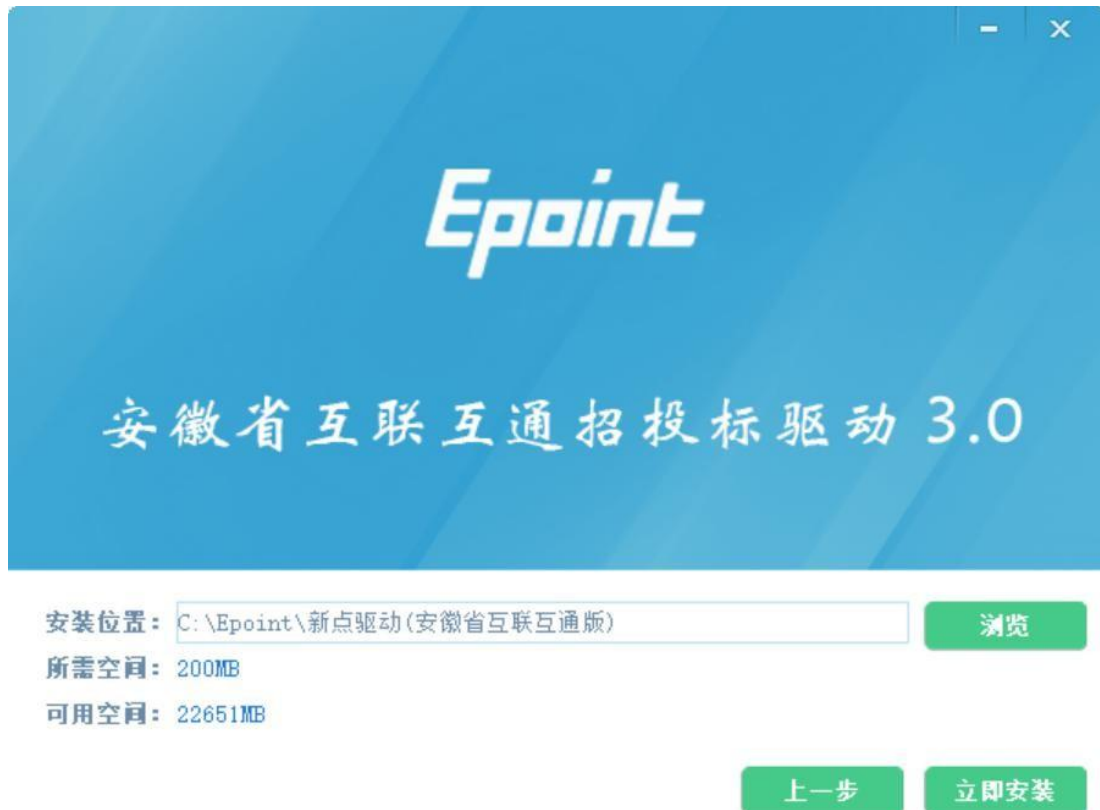 Epoint
安徽省互联互通招投标驱动 3.0
安装位置： C:\Epoint\新点驱动(安徽省互联互通版) 浏览
所需空间： 200MB
可用空间： 22651MB
上一步 立即安装